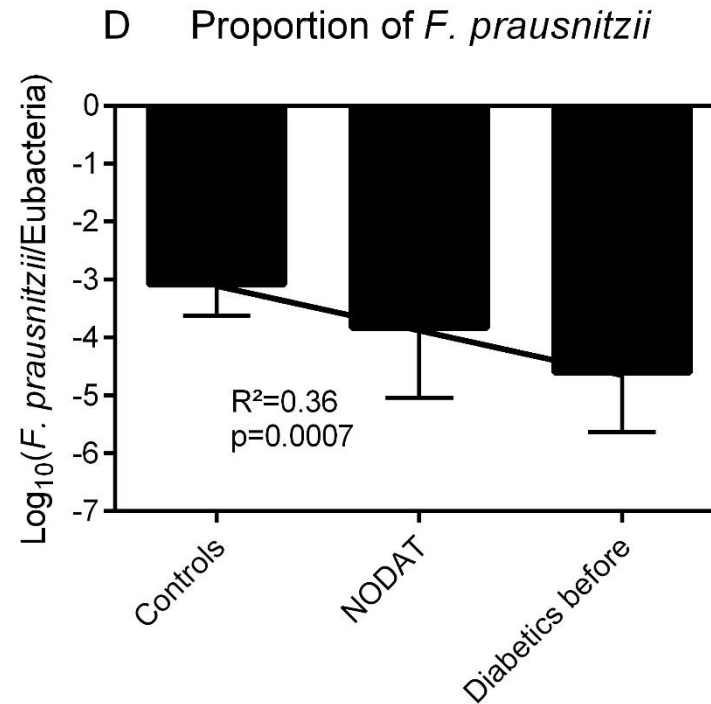 D Proportion of F. prausnitzii
Log₁₀(F. prausnitzii/Eubacteria)
0
-1
-2
-3
-4
-5
-6
-7
R²=0.36
p=0.0007
Controls
NODAT
Diabetics before